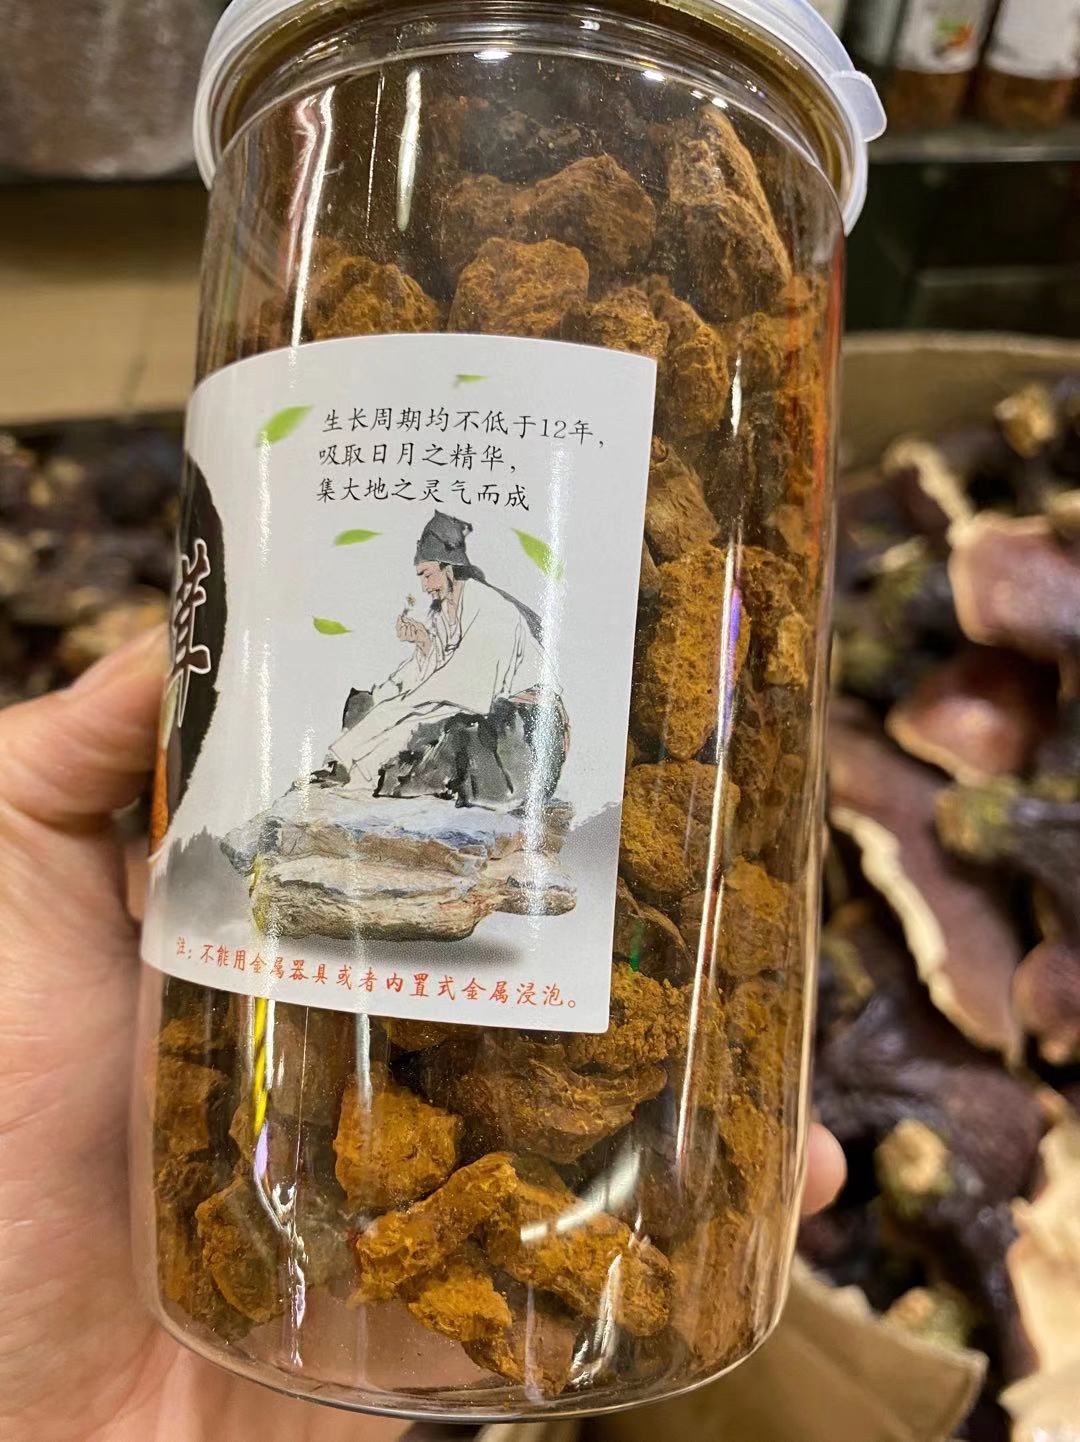 生长周期均不低于12年，
吸取日月之精华，
集大地之灵气而成
茸
注：不能用金属器具或者内置式金属浸泡。